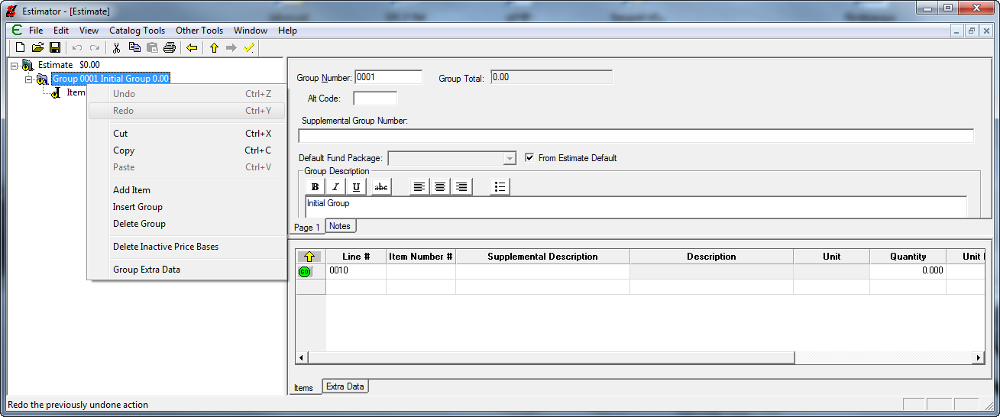 Estimator - [Estimate]
File Edit View Catalog Tools Other Tools Window Help
Estimate $0.00
Group 0001 Initial Group 0.00
Item
Undo Ctrl+Z
Redo Ctrl+Y
Cut Ctrl+X
Copy Ctrl+C
Paste Ctrl+V
Add Item
Insert Group
Delete Group
Delete Inactive Price Bases
Group Extra Data
Group Number: 0001 Group Total: 0.00
Alt Code:
Supplemental Group Number:
Default Fund Package: From Estimate Default
Group Description
B I U abc
Initial Group
Page 1 Notes
Line # Item Number # Supplemental Description Description Unit Quantity Unit
GO 0010 0.000
Items Extra Data
Redo the previously undone action